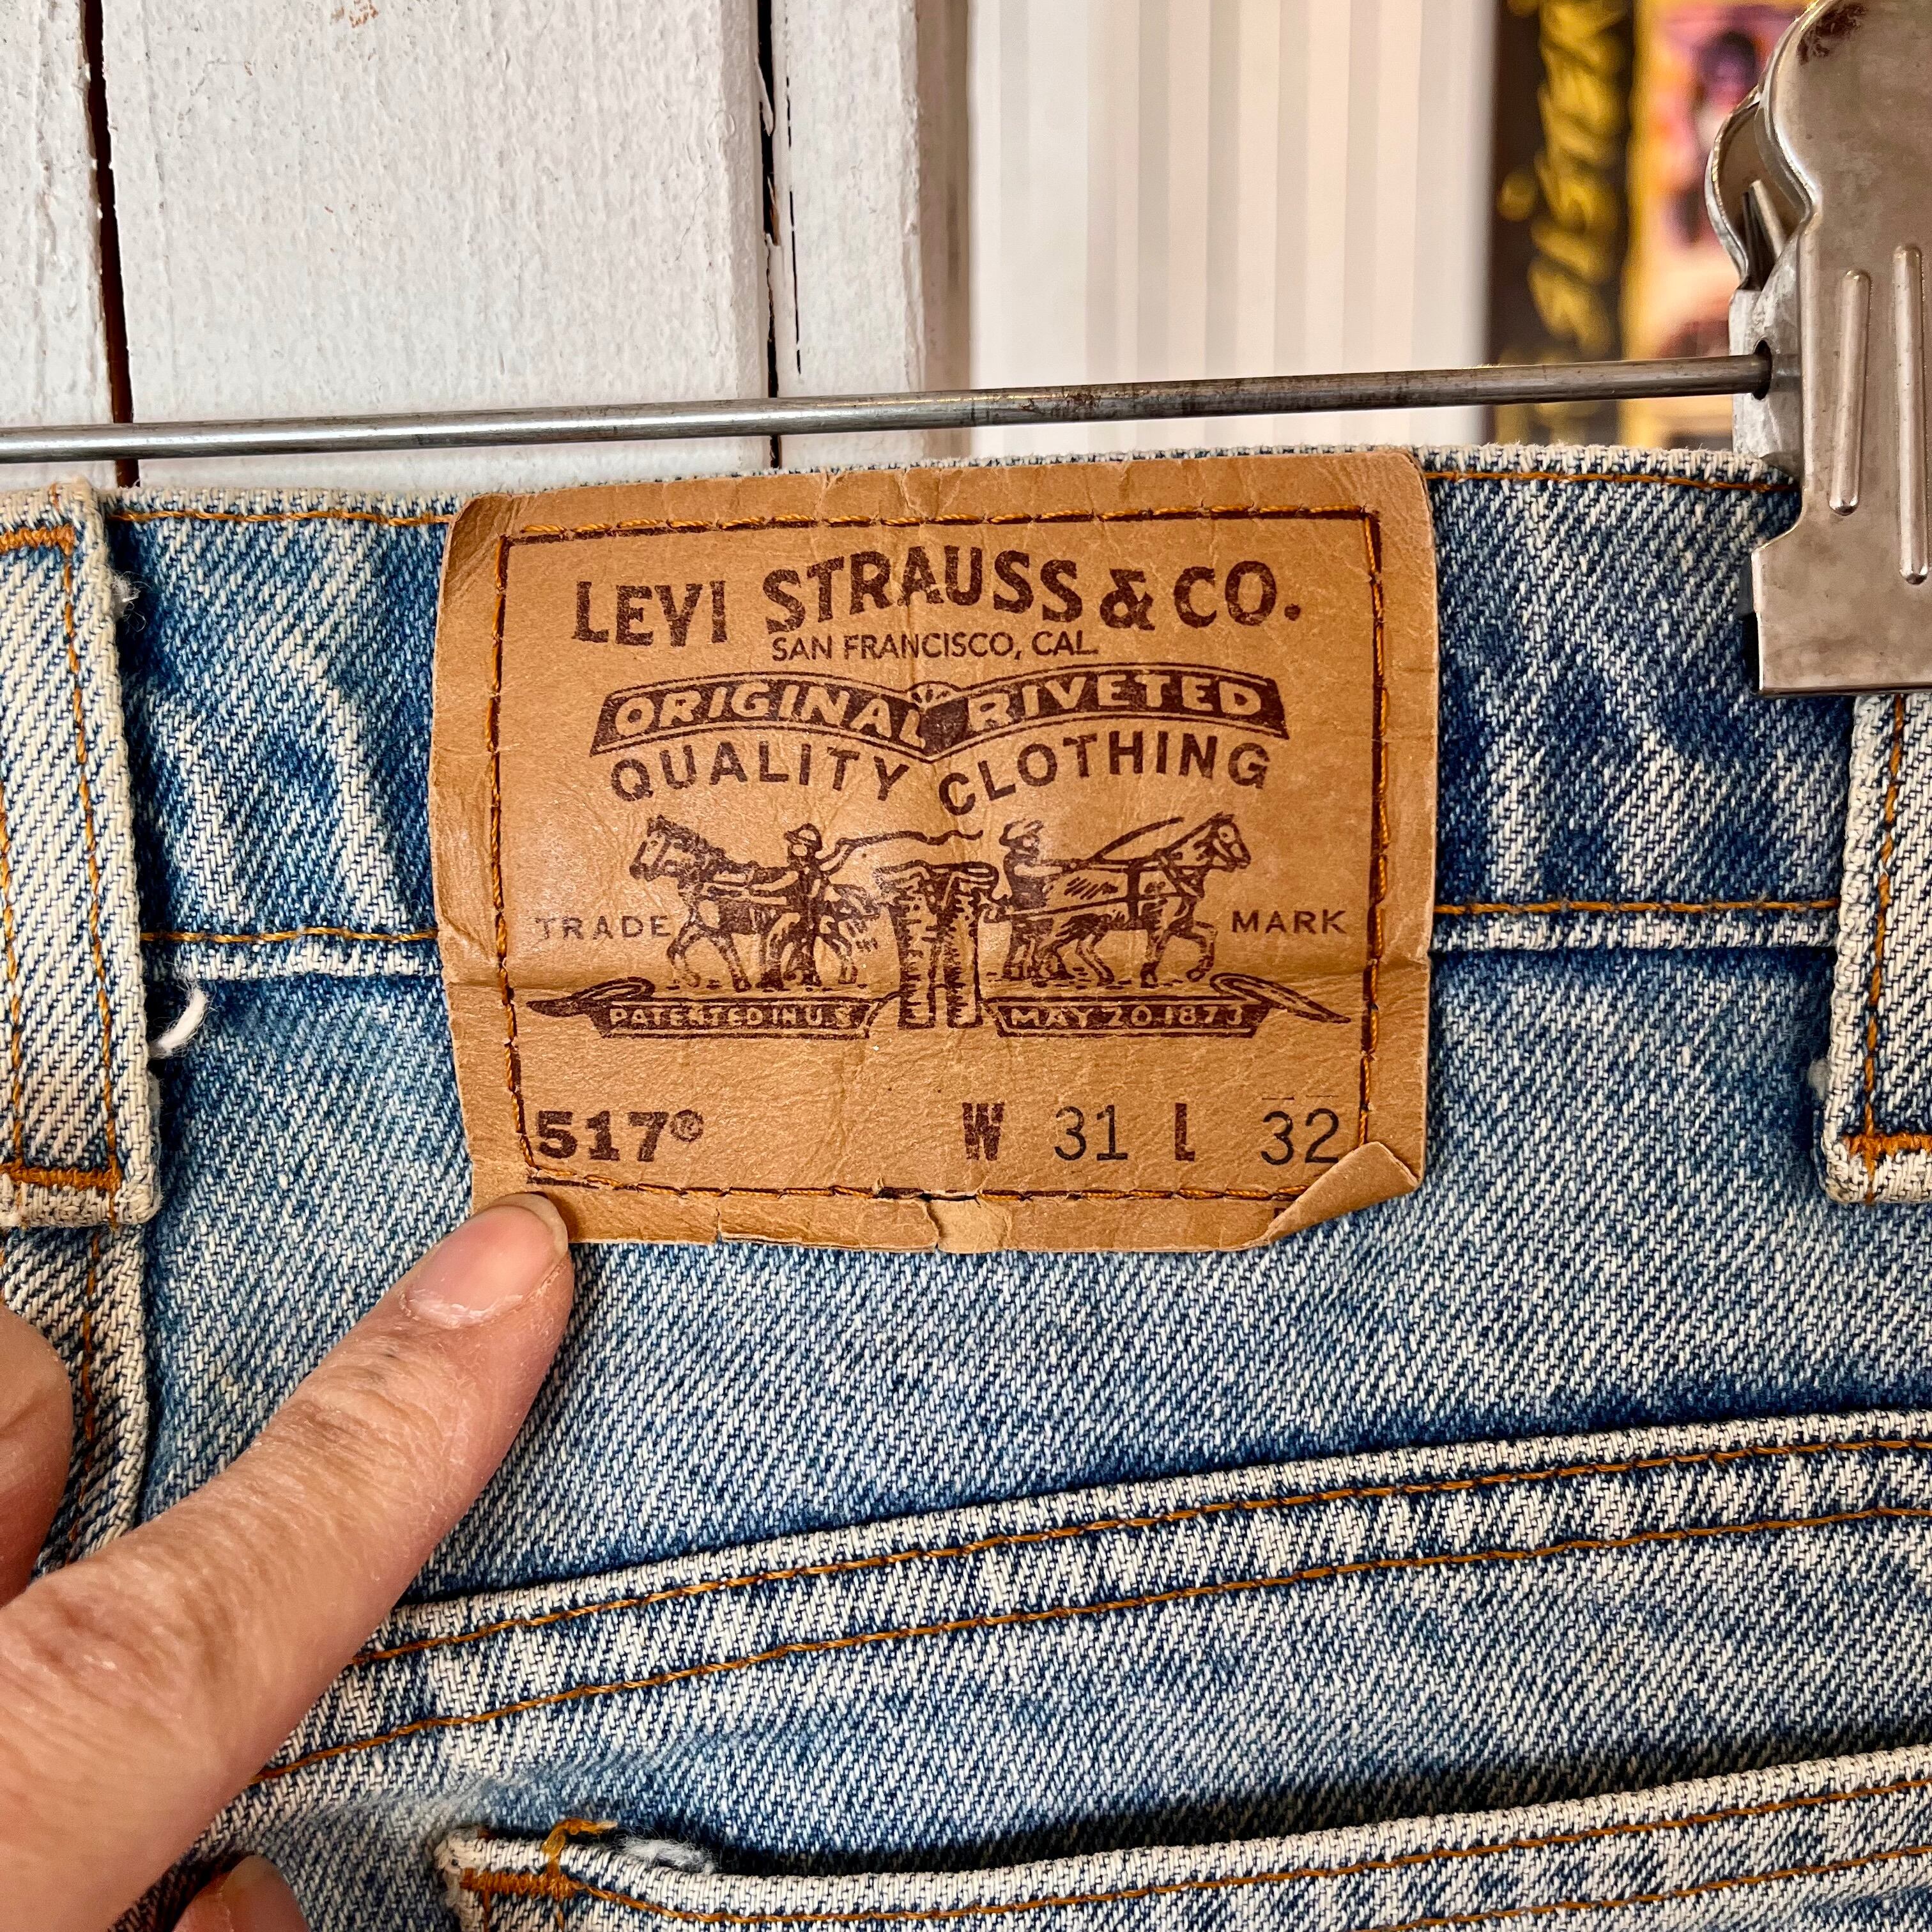 LEVI STRAUSS & CO.
SAN FRANCISCO, CAL.
ORIGINAL RIVETED
QUALITY CLOTHING
TRADE MARK
PATENTED IN U.S. MAY 20.1873
517® W 31 L 32